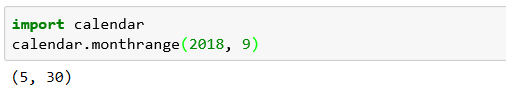 import calendar
calendar.monthrange(2018, 9)
(5, 30)